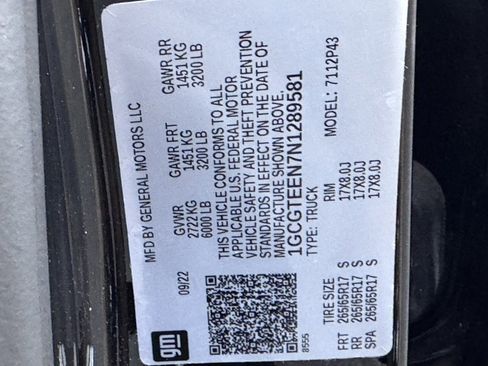 MFD BY GENERAL MOTORS LLC
09/22
GVWR GAWR FRT GAWR RR
2722 KG 1451 KG 1451 KG
6000 LB 3200 LB 3200 LB
THIS VEHICLE CONFORMS TO ALL
APPLICABLE U.S. FEDERAL MOTOR
VEHICLE SAFETY AND THEFT PREVENTION
STANDARDS IN EFFECT ON THE DATE OF
MANUFACTURE SHOWN ABOVE.
1GCGTEEN7N1289581
TYPE: TRUCK MODEL: 7112P43
gm
8555
TIRE SIZE RIM
FRT 265/65R17 S 17X8.0J
RR 265/65R17 S 17X8.0J
SPA 265/65R17 S 17X8.0J